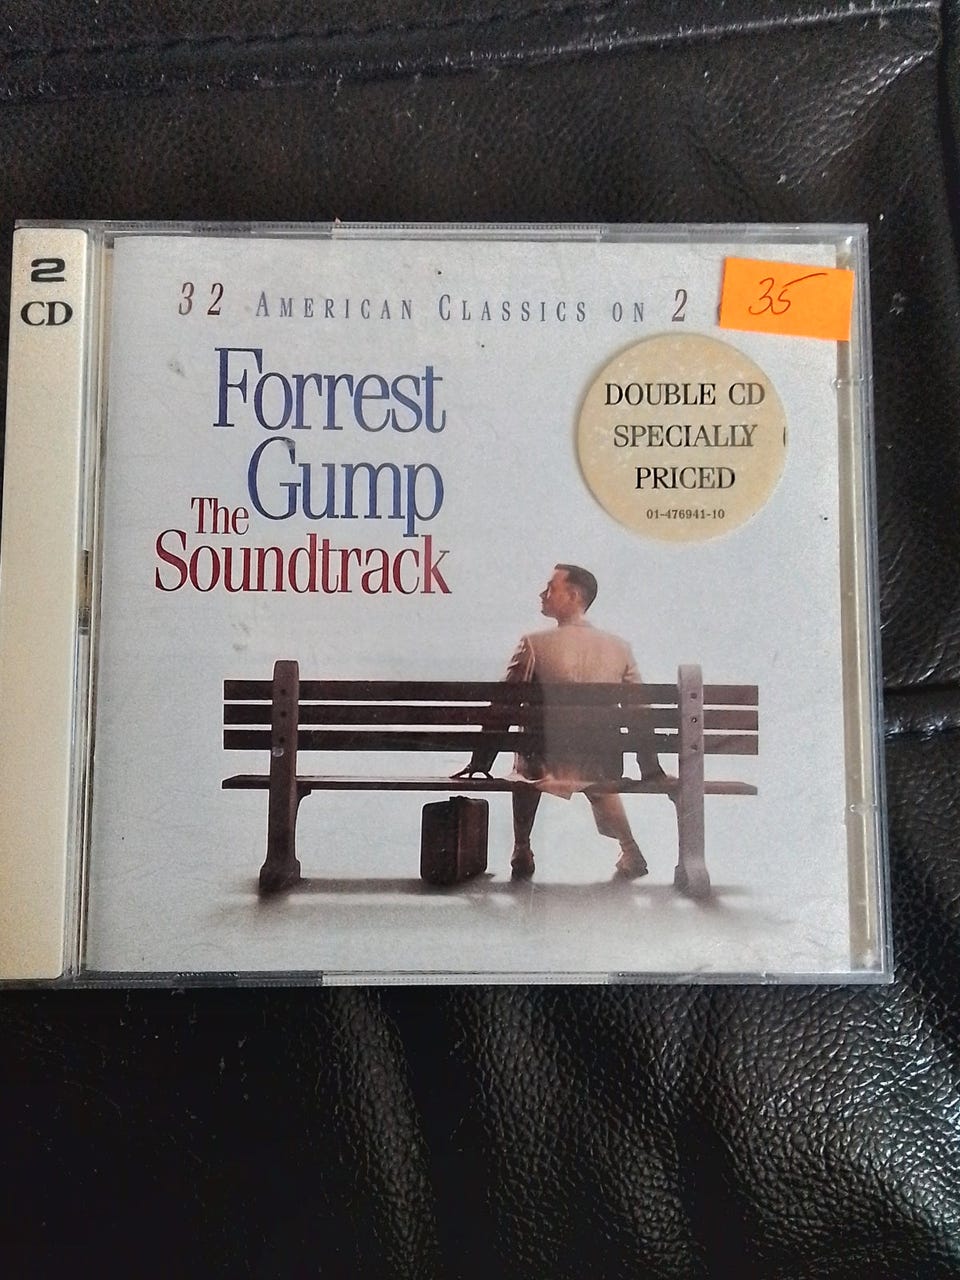 2
CD
32 American Classics on 2
35
Forrest
Gump
The
Soundtrack
DOUBLE CD
SPECIALLY
PRICED
01-476941-10